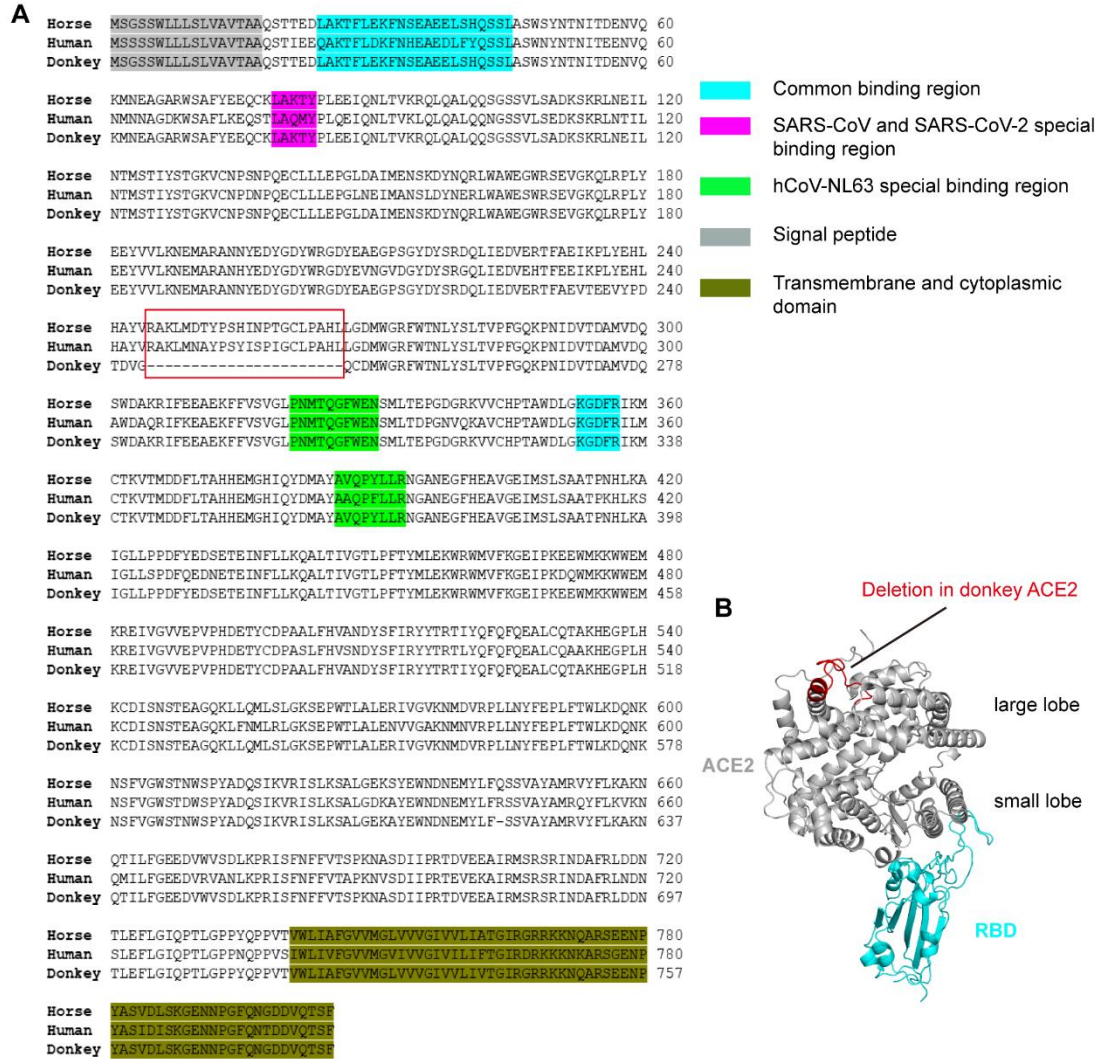 A
Horse MSGSSWLLLSLVAVTAAQSTTEDLAKTFLEKFNSEAEELSHQSSLASWSYNTNITDENVQ 60
Human MSSSSWLLLSLVAVTAAQSTIEEQAKTFLDKFNHEAEDLFYQSSLASWNYNTNITEENVQ 60
Donkey MSGSSWLLLSLVAVTAAQSTTEDLAKTFLEKFNSEAEELSHQSSLASWSYNTNITDENVQ 60
Common binding region
Horse KMNEAGARWSAFYEEQCKLAKTYPLEEIQNLTVKRQLQALQQSGSSVLSADKSKRLNEIL 120
Human KMNNAGDKWSAFLKEQSTLAQMYPLQEIQNLTVKLQLQALQQNGSSVLSEDKSKRLNTIL 120
Donkey KMNEAGARWSAFYEEQCKLAKTYPLEEIQNLTVKRQLQALQQSGSSVLSADKSKRLNEIL 120
SARS-CoV and SARS-CoV-2 special
binding region
Horse NTMSTIYSTGKVCNPSNPQECLLLEPGLDAIMENSKDYNQRLWAWEGWRSEVGKQLRPLY 180
Human NTMSTIYSTGKVCNPDNPQECLLLEPGLNEIMANSLDYNERLWAWESWRSEVGKQLRPLY 180
Donkey NTMSTIYSTGKVCNPSNPQECLLLEPGLDAIMENSKDYNQRLWAWEGWRSEVGKQLRPLY 180
hCoV-NL63 special binding region
Signal peptide
Horse EEYVVLKNEMARANNYEDYGDYWRGDYEAEGPSGYDYSRDQLIEDVERTFAEIKPLYEHL 240
Human EEYVVLKNEMARANHYEDYGDYWRGDYEVNGVDGYDYSRGQLIEDVEHTFEEIKPLYEHL 240
Donkey EEYVVLKNEMARANNYEDYGDYWRGDYEAEGPSGYDYSRDQLIEDVERTFAEVTEEVYPD 240
Transmembrane and cytoplasmic
domain
Horse HAYVRAKLMDTYPSHINPTGCLPAHLLGDMWGRFWTNLYSLTVPFGQKPNIDVTDAMVDQ 300
Human HAYVRAKLMNAYPSYISPIGCLPAHLLGDMWGRFWTNLYSLTVPFGQKPNIDVTDAMVDQ 300
Donkey TDVG----------------------QCDMWGRFWTNLYSLTVPFGQKPNIDVTDAMVDQ 278
Horse SWDAKRIFEEAEKFFVSVGLPNMTQGFWENSMLTEPGDGRKVVCHPTAWDLGKGDFRIKM 360
Human AWDAQRIFKEAEKFFVSVGLPNMTQGFWENSMLTDPGNVQKAVCHPTAWDLGKGDFRILM 360
Donkey SWDAKRIFEEAEKFFVSVGLPNMTQGFWENSMLTEPGDGRKVVCHPTAWDLGKGDFRIKM 338
Horse CTKVTMDDFLTAHHEMGHIQYDMAYAVQPYLLRNGANEGFHEAVGEIMSLSAATPNHLKA 420
Human CTKVTMDDFLTAHHEMGHIQYDMAYAAQPFLLRNGANEGFHEAVGEIMSLSAATPKHLKS 420
Donkey CTKVTMDDFLTAHHEMGHIQYDMAYAVQPYLLRNGANEGFHEAVGEIMSLSAATPNHLKA 398
Horse IGLLPPDFYEDSETEINFLLKQALTIVGTLPFTYMLEKWRWMVFKGEIPKEEWMKKWWEM 480
Human IGLLSPDFQEDNETEINFLLKQALTIVGTLPFTYMLEKWRWMVFKGEIPKDQWMKKWWEM 480
Donkey IGLLPPDFYEDSETEINFLLKQALTIVGTLPFTYMLEKWRWMVFKGEIPKEEWMKKWWEM 458
Horse KREIVGVVEPVPHDETYCDPAALFHVANDYSFIRYYTRTIYQFQFQEALCQTAKHEGPLH 540
Human KREIVGVVEPVPHDETYCDPASLFHVSNDYSFIRYYTRTLYQFQFQEALCQAAKHEGPLH 540
Donkey KREIVGVVEPVPHDETYCDPAALFHVANDYSFIRYYTRTIYQFQFQEALCQTAKHEGPLH 518
Horse KCDISNSTEAGQKLLQMLSLGKSEPWTLALERIVGVKNMDVRPLLNYFEPLFTWLKDQNK 600
Human KCDISNSTEAGQKLFNMLRLGKSEPWTLALENVVGAKNMNVRPLLNYFEPLFTWLKDQNK 600
Donkey KCDISNSTEAGQKLLQMLSLGKSEPWTLALERIVGVKNMDVRPLLNYFEPLFTWLKDQNK 578
Horse NSFVGWSTNWSPYADQSIKVRISLKSALGEKSYEWNDNEMYLFQSSVAYAMRVYFLKAKN 660
Human NSFVGWSTDWSPYADQSIKVRISLKSALGDKAYEWNDNEMYLFRSSVAYAMRQYFLKVKN 660
Donkey NSFVGWSTNWSPYADQSIKVRISLKSALGEKAYEWNDNEMYLF-SSVAYAMRVYFLKAKN 637
Horse QTILFGEEDVWVSDLKPRISFNFFVTSPKNASDIIPRTDVEEAIRMSRSRINDAFRLDDN 720
Human QMILFGEEDVRVANLKPRISFNFFVTAPKNVSDIIPRTEVEKAIRMSRSRINDAFRLNDN 720
Donkey QTILFGEEDVWVSDLKPRISFNFFVTSPKNASDIIPRTDVEEAIRMSRSRINDAFRLDDN 697
Horse TLEFLGIQPTLGPPYQPPVTVWLIAFGVVMGLVVVGIVVLIATGIRGRRKKNQARSEENP 780
Human SLEFLGIQPTLGPPNQPPVSIWLIVFGVVMGVIVVGIVILIFTGIRDRKKKNKARSGENP 780
Donkey TLEFLGIQPTLGPPYQPPVTVWLIAFGVVMGLVVVGIVVLIVTGIRGRRKKNQARSEENP 757
Horse YASVDLSKGENNPGFQNGDDVQTSF
Human YASIDISKGENNPGFQNTDDVQTSF
Donkey YASVDLSKGENNPGFQNGDDVQTSF
B
Deletion in donkey ACE2
large lobe
ACE2
small lobe
RBD